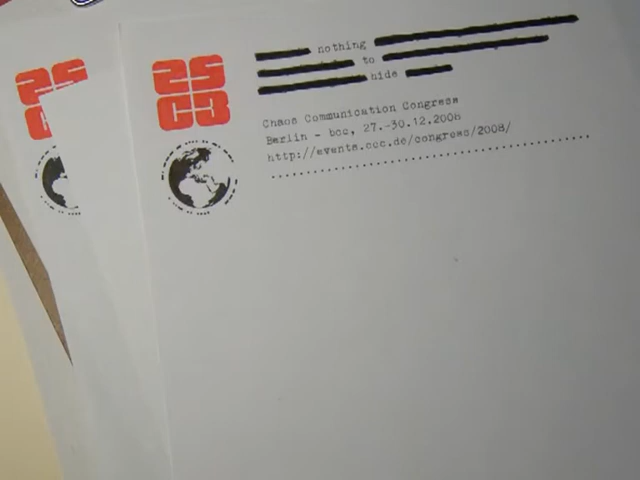 25
C3
nothing
to
hide
Chaos Communication Congress
Berlin - bcc, 27.-30.12.2008
http://events.ccc.de/congress/2008/